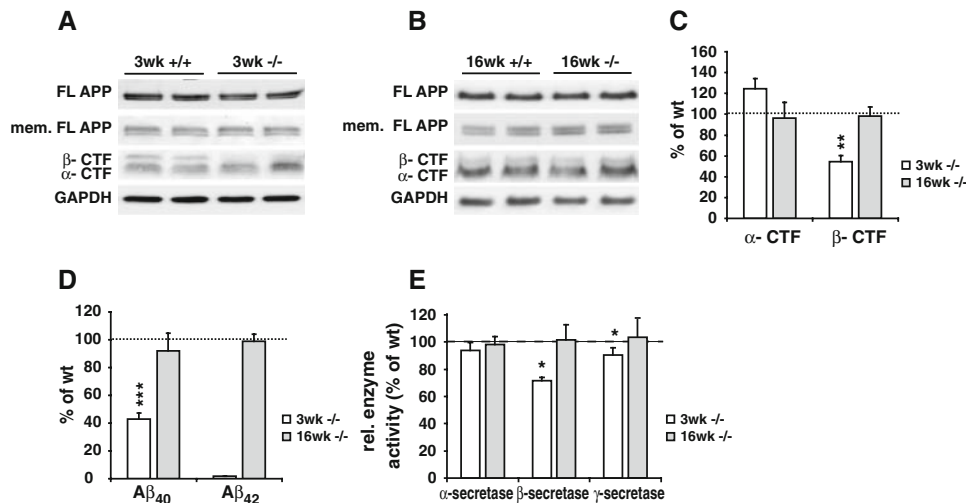 A
3wk +/+ 3wk -/-
FL APP
mem. FL APP
β- CTF
α- CTF
GAPDH
B
16wk +/+ 16wk -/-
FL APP
mem. FL APP
β- CTF
α- CTF
GAPDH
C
% of wt
160
140
120
100
80
60
40
20
0
**
α- CTF β- CTF
3wk -/-
16wk -/-
D
% of wt
120
100
80
60
40
20
0
***
Aβ40 Aβ42
3wk -/-
16wk -/-
E
rel. enzyme
activity (% of wt)
120
100
80
60
40
20
0
*
*
α-secretase β-secretase γ-secretase
3wk -/-
16wk -/-